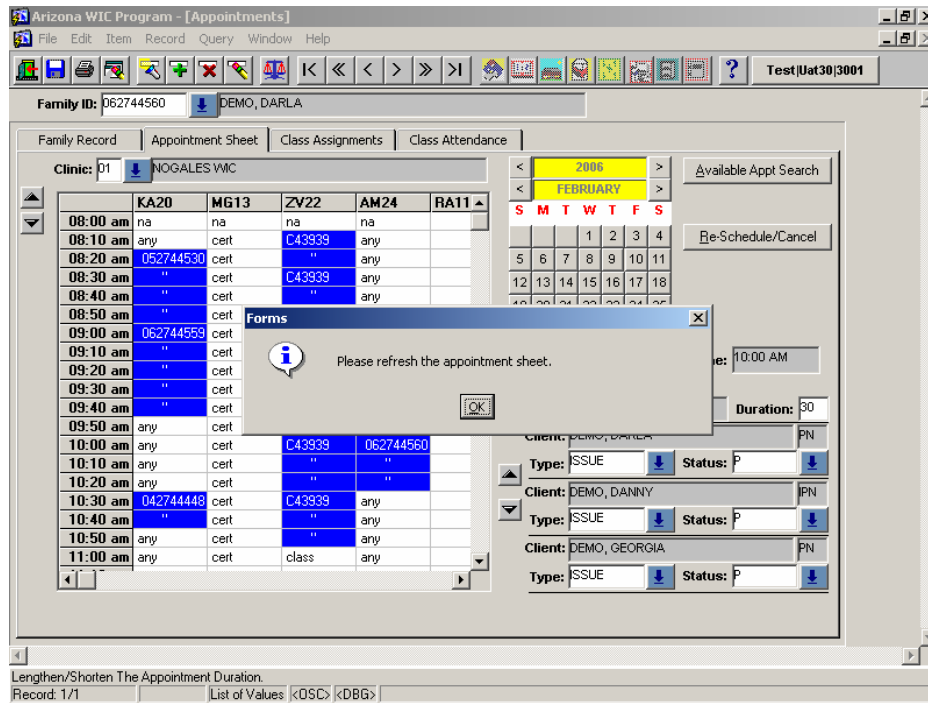 Arizona WIC Program - [Appointments]
File Edit Item Record Query Window Help
Test|Uat30|3001
Family ID: 062744560 DEMO, DARLA
Family Record Appointment Sheet Class Assignments Class Attendance
Clinic: 01 NOGALES WIC
< 2006 >
< FEBRUARY >
Available Appt Search
Re-Schedule/Cancel
S M T W T F S
1 2 3 4
5 6 7 8 9 10 11
12 13 14 15 16 17 18
KA20 MG13 ZV22 AM24 RA11
08:00 am na na na na
08:10 am any cert C43939 any
08:20 am 052744530 cert " any
08:30 am " cert C43939 any
08:40 am " cert " any
08:50 am " cert
09:00 am 062744559 cert
09:10 am " cert
09:20 am " cert
09:30 am " cert
09:40 am " cert
09:50 am any cert
10:00 am any cert C43939 062744560
10:10 am any cert " "
10:20 am any cert " "
10:30 am 042744448 cert C43939 any
10:40 am " cert " any
10:50 am any cert " any
11:00 am any cert class any
Forms
Please refresh the appointment sheet.
OK
10:00 AM
Duration: 30
Client: DEMO, DARLA PN
Type: ISSUE Status: P
Client: DEMO, DANNY IPN
Type: ISSUE Status: P
Client: DEMO, GEORGIA PN
Type: ISSUE Status: P
Lengthen/Shorten The Appointment Duration.
Record: 1/1 List of Values <OSC> <DBG>